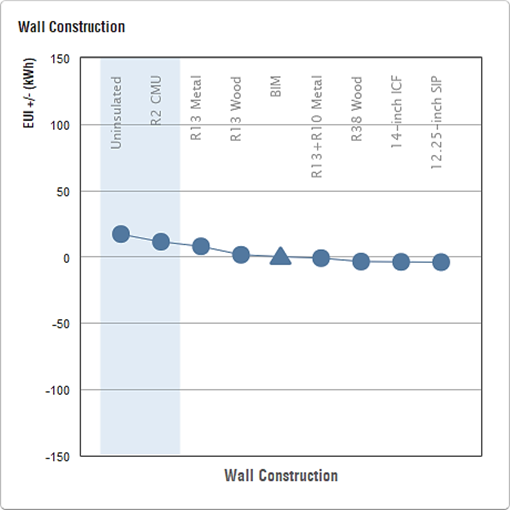 Wall Construction
EUI +/- (kWh)
150
100
50
0
-50
-100
-150
Uninsulated
R2 CMU
R13 Metal
R13 Wood
BIM
R13+R10 Metal
R38 Wood
14-inch ICF
12.25-inch SIP
Wall Construction